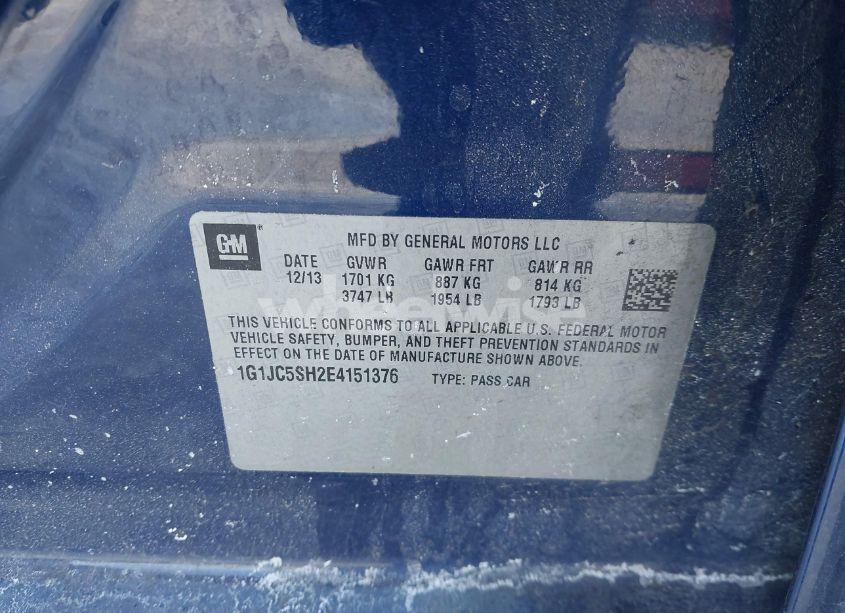 GM
MFD BY GENERAL MOTORS LLC
DATE GVWR GAWR FRT GAWR RR
12/13 1701 KG 887 KG 814 KG
3747 LB 1954 LB 1793 LB
wheelwise
THIS VEHICLE CONFORMS TO ALL APPLICABLE U.S. FEDERAL MOTOR
VEHICLE SAFETY, BUMPER, AND THEFT PREVENTION STANDARDS IN
EFFECT ON THE DATE OF MANUFACTURE SHOWN ABOVE.
1G1JC5SH2E4151376 TYPE: PASS CAR